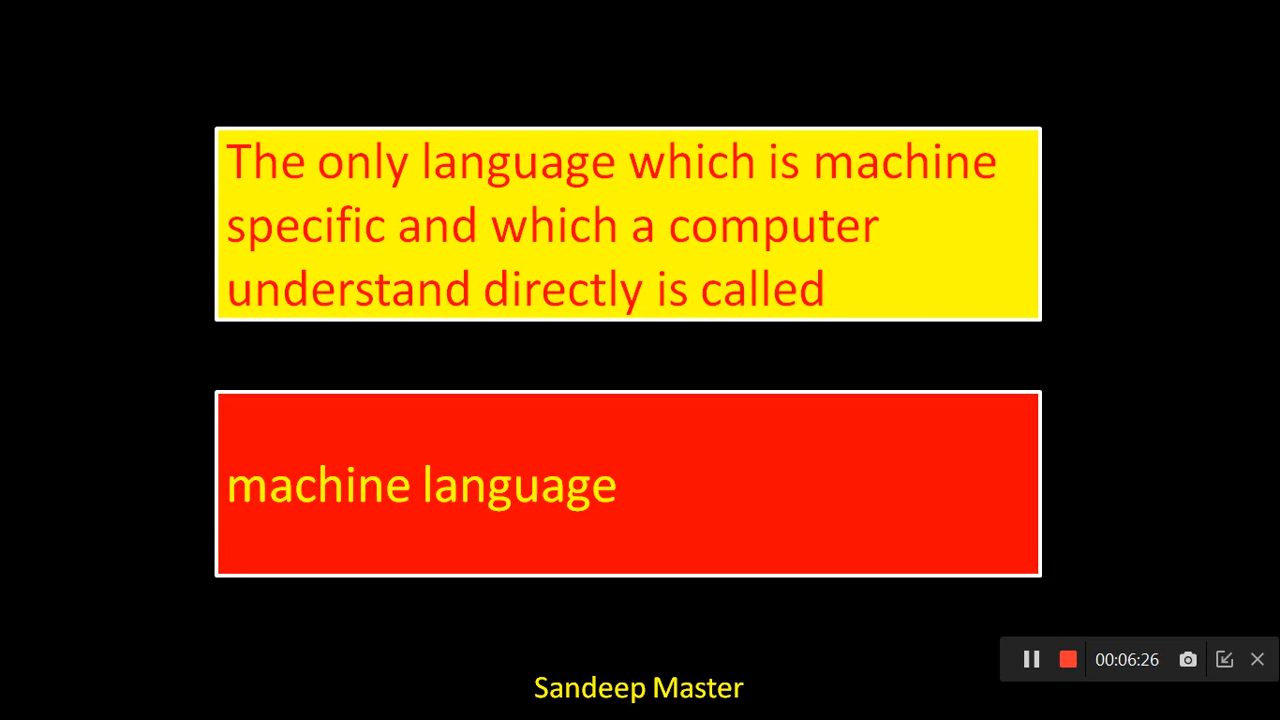 The only language which is machine
specific and which a computer
understand directly is called
machine language
00:06:26
Sandeep Master